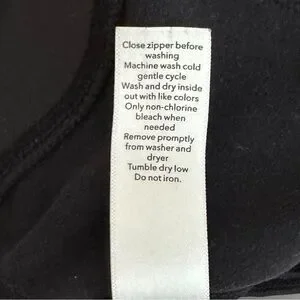 Close zipper before
washing
Machine wash cold
gentle cycle
Wash and dry inside
out with like colors
Only non-chlorine
bleach when
needed
Remove promptly
from washer and
dryer
Tumble dry low
Do not iron.